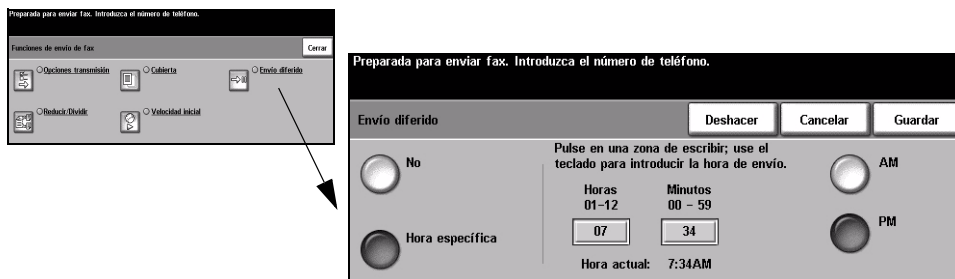 Preparada para enviar fax. Introduzca el número de teléfono.
Funciones de envío de fax
Cerrar
Opciones transmisión
Cubierta
Envío diferido
Reducir/Dividir
Velocidad inicial
Preparada para enviar fax. Introduzca el número de teléfono.
Envío diferido
Deshacer
Cancelar
Guardar
No
Hora específica
Pulse en una zona de escribir; use el
teclado para introducir la hora de envío.
Horas
01-12
Minutos
00 - 59
07
34
Hora actual: 7:34AM
AM
PM